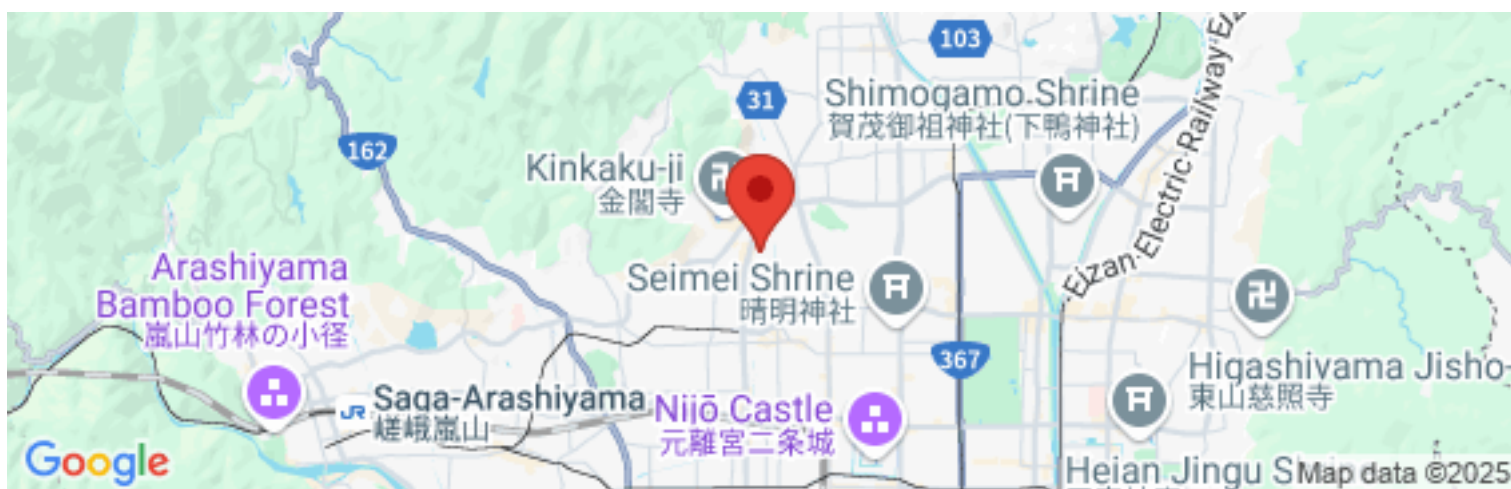 103
31
Shimogamo Shrine
賀茂御祖神社(下鴨神社)
162
Kinkaku-ji
金閣寺
Eizan Electric Railway
Arashiyama
Bamboo Forest
嵐山竹林の小径
Seimei Shrine
晴明神社
367
Higashiyama Jisho-
東山慈照寺
JR
Saga-Arashiyama
嵯峨嵐山
Nijō Castle
元離宮二条城
Google
Heian Jingu S
Map data ©2025